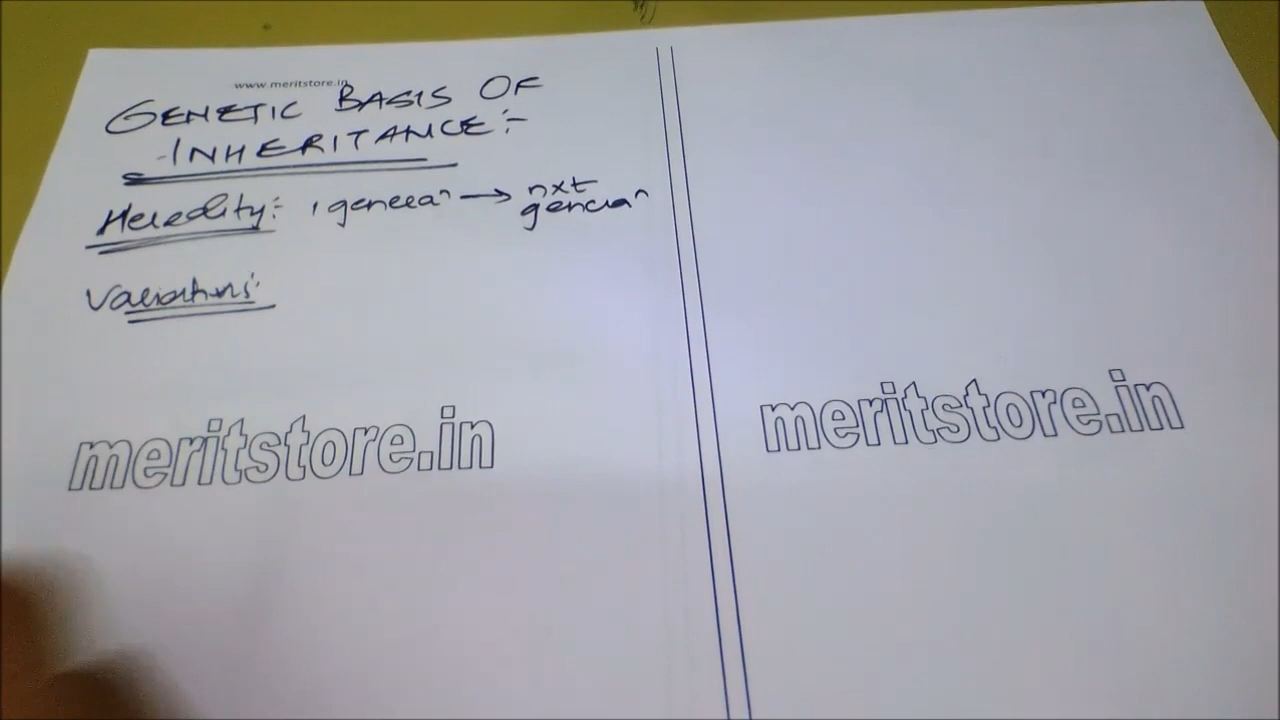 www.meritstore.in
GENETIC BASIS OF
INHERITANCE:-
Heredity:- 1 generaⁿ → nxt
generaⁿ
Variations:
meritstore.in
meritstore.in